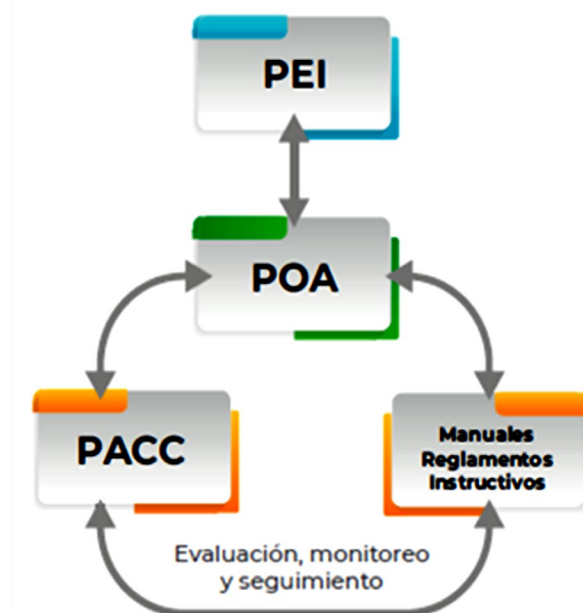 PEI
POA
PACC
Manuales
Reglamentos
Instructivos
Evaluación, monitoreo
y seguimiento